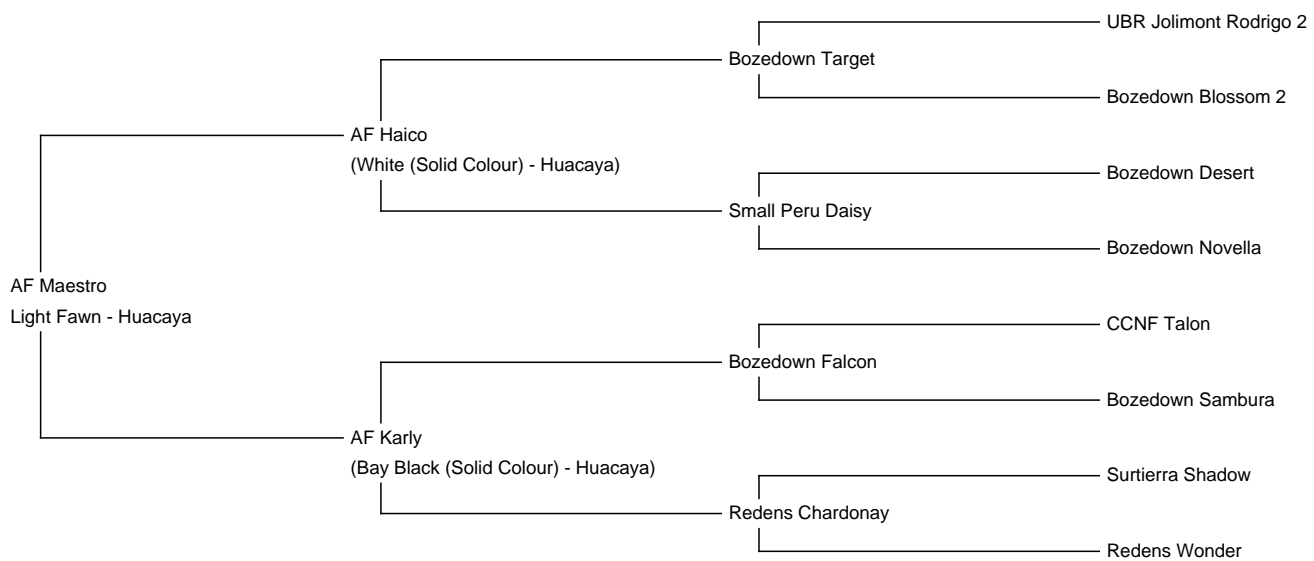 UBR Jolimont Rodrigo 2
Bozedown Target
Bozedown Blossom 2
AF Haico
(White (Solid Colour) - Huacaya)
Bozedown Desert
Small Peru Daisy
Bozedown Novella
AF Maestro
Light Fawn - Huacaya
CCNF Talon
Bozedown Falcon
Bozedown Sambura
AF Karly
(Bay Black (Solid Colour) - Huacaya)
Surtierra Shadow
Redens Chardonay
Redens Wonder